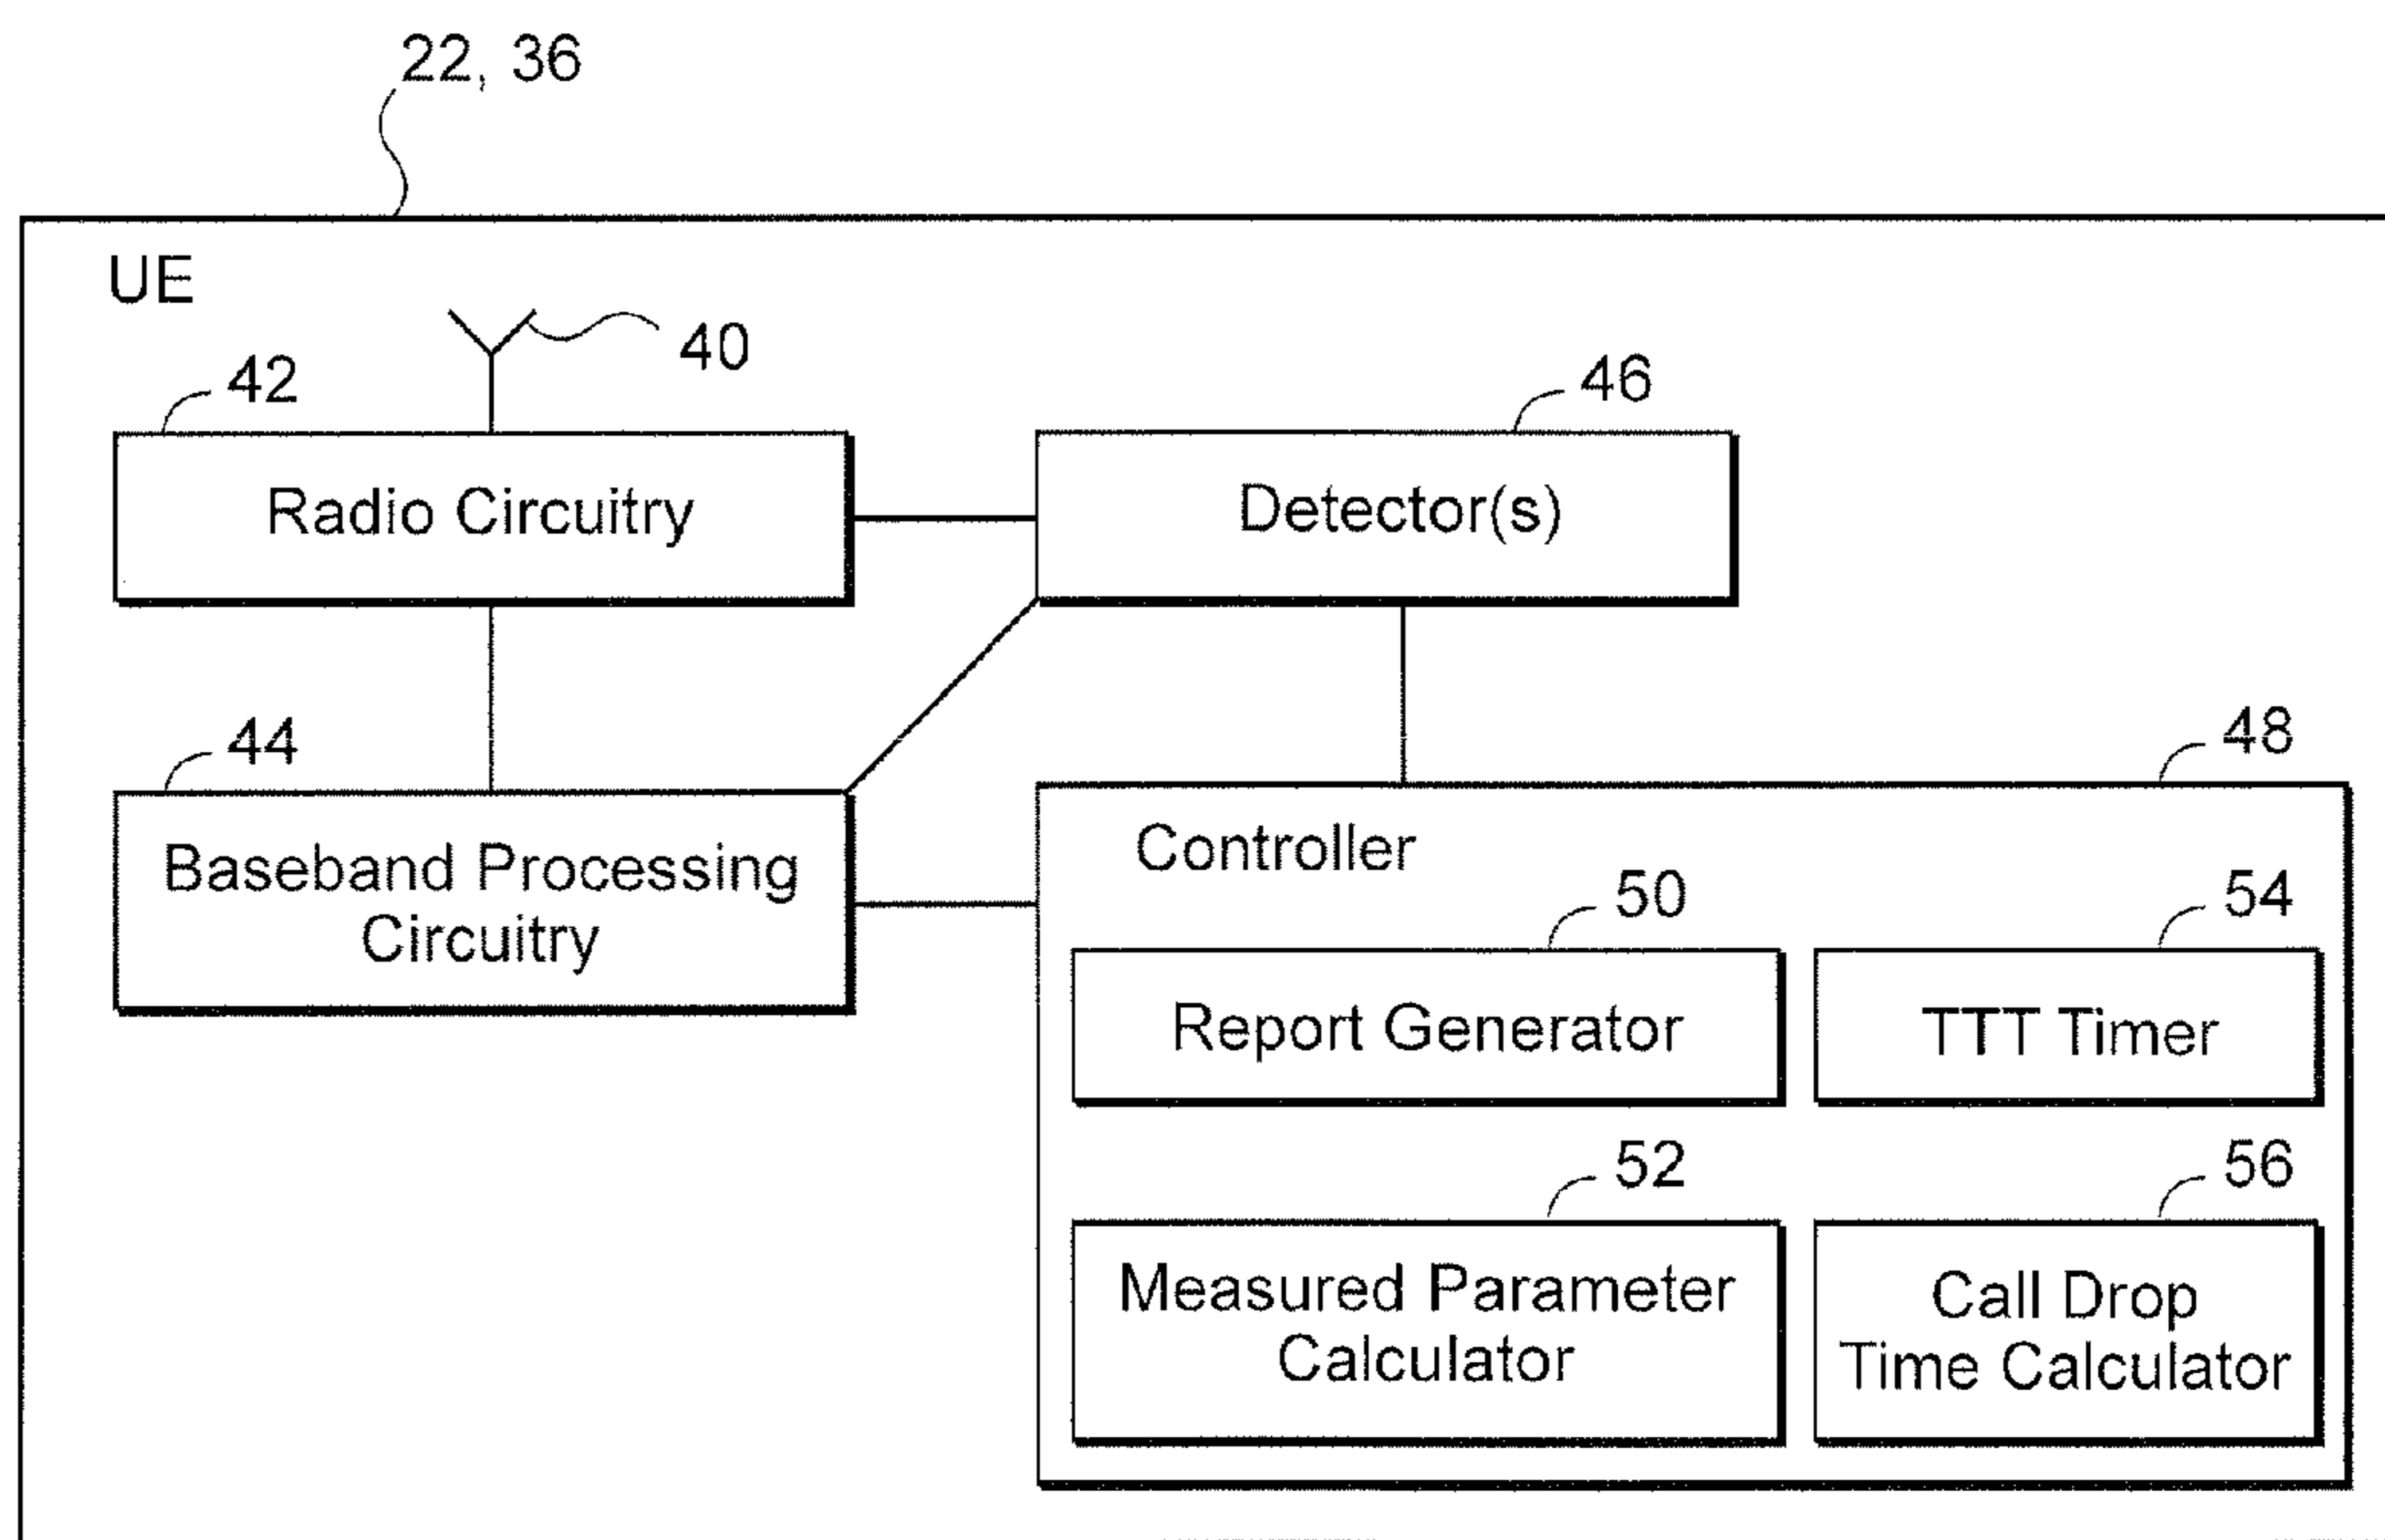 22, 36
UE
40
42
46
Radio Circuitry
Detector(s)
44
48
Baseband Processing
Circuitry
Controller
50
54
Report Generator
TTT Timer
52
56
Measured Parameter
Calculator
Call Drop
Time Calculator